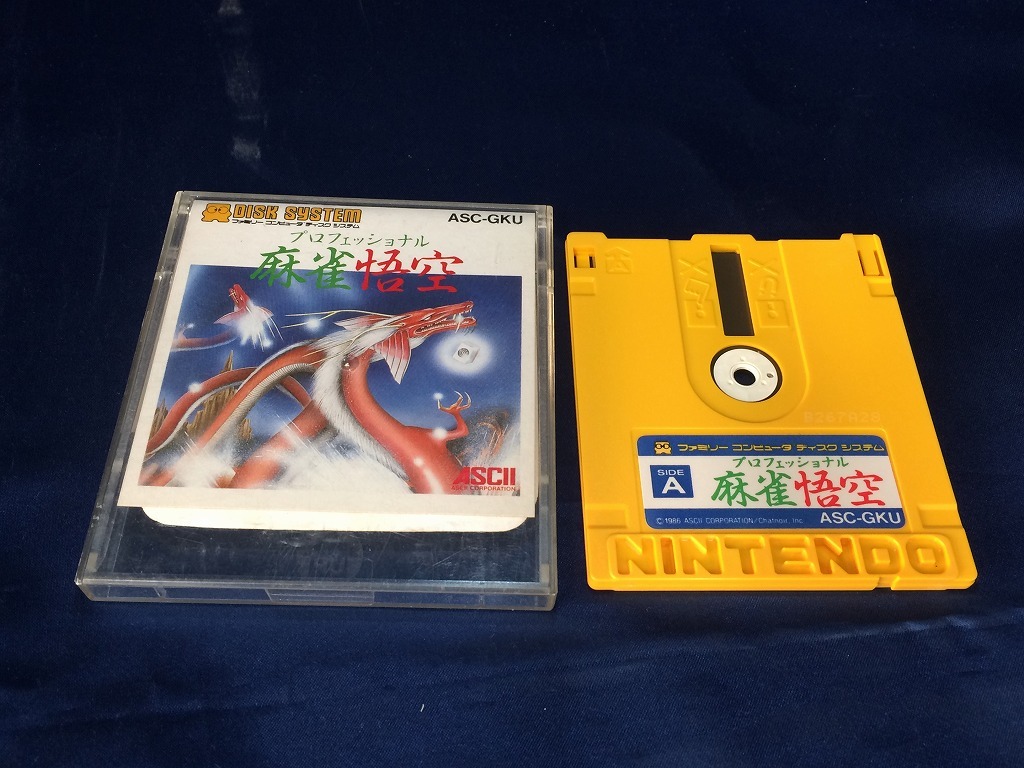 DISK SYSTEM
ファミリー コンピュータ ディスク システム
ASC-GKU
プロフェッショナル
麻雀悟空
ASCII
ASCII CORPORATION
9267A28
ファミリー コンピュータ ディスク システム
プロフェッショナル
SIDE
A
麻雀悟空
© 1986 ASCII CORPORATION/Chatnoir, Inc.
ASC-GKU
NINTENDO